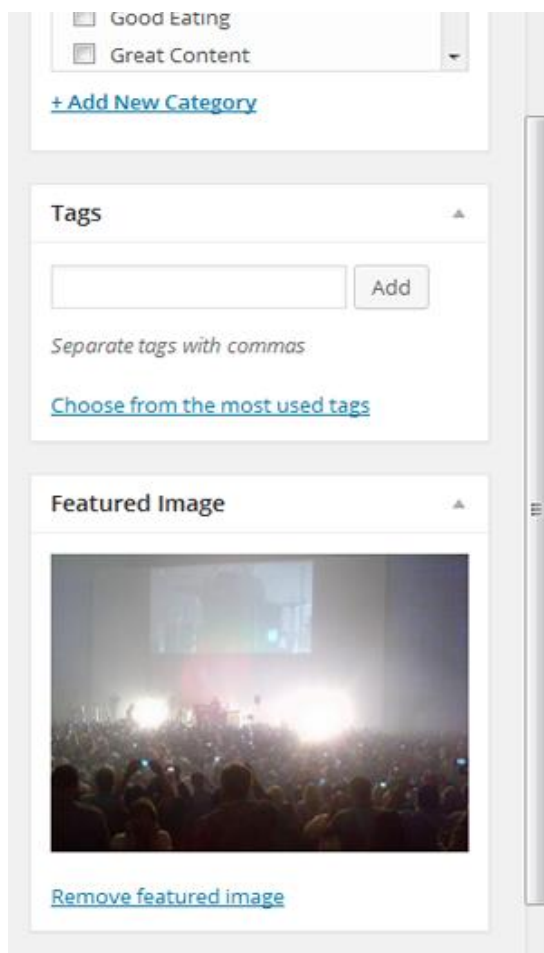 Good Eating
Great Content
+ Add New Category
Tags
Add
Separate tags with commas
Choose from the most used tags
Featured Image
Remove featured image